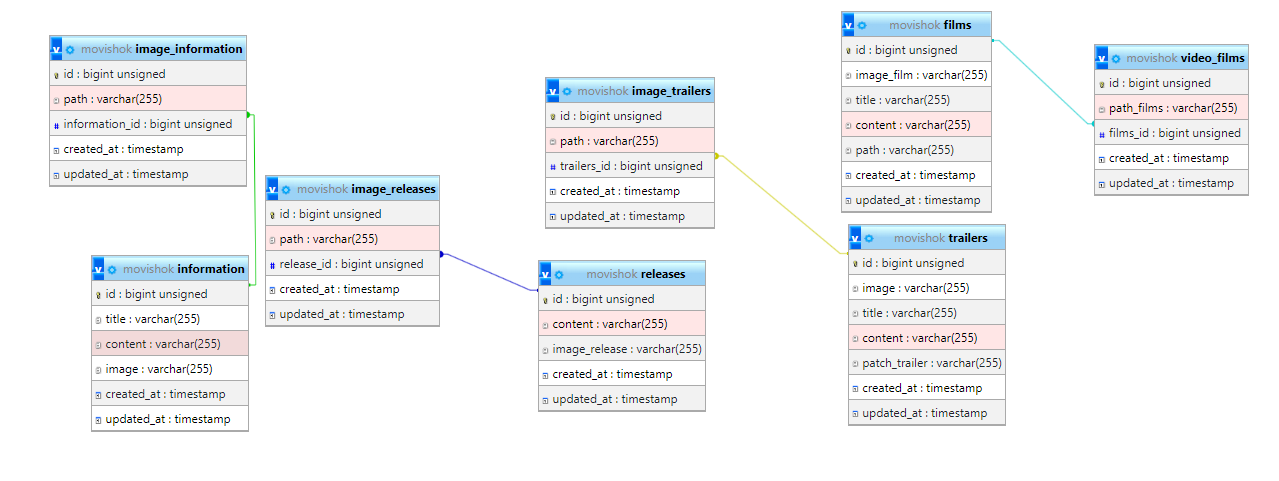 movishok image_information
id : bigint unsigned
path : varchar(255)
information_id : bigint unsigned
created_at : timestamp
updated_at : timestamp
movishok information
id : bigint unsigned
title : varchar(255)
content : varchar(255)
image : varchar(255)
created_at : timestamp
updated_at : timestamp
movishok image_releases
id : bigint unsigned
path : varchar(255)
release_id : bigint unsigned
created_at : timestamp
updated_at : timestamp
movishok image_trailers
id : bigint unsigned
path : varchar(255)
trailers_id : bigint unsigned
created_at : timestamp
updated_at : timestamp
movishok releases
id : bigint unsigned
content : varchar(255)
image_release : varchar(255)
created_at : timestamp
updated_at : timestamp
movishok films
id : bigint unsigned
image_film : varchar(255)
title : varchar(255)
content : varchar(255)
path : varchar(255)
created_at : timestamp
updated_at : timestamp
movishok trailers
id : bigint unsigned
image : varchar(255)
title : varchar(255)
content : varchar(255)
patch_trailer : varchar(255)
created_at : timestamp
updated_at : timestamp
movishok video_films
id : bigint unsigned
path_films : varchar(255)
films_id : bigint unsigned
created_at : timestamp
updated_at : timestamp